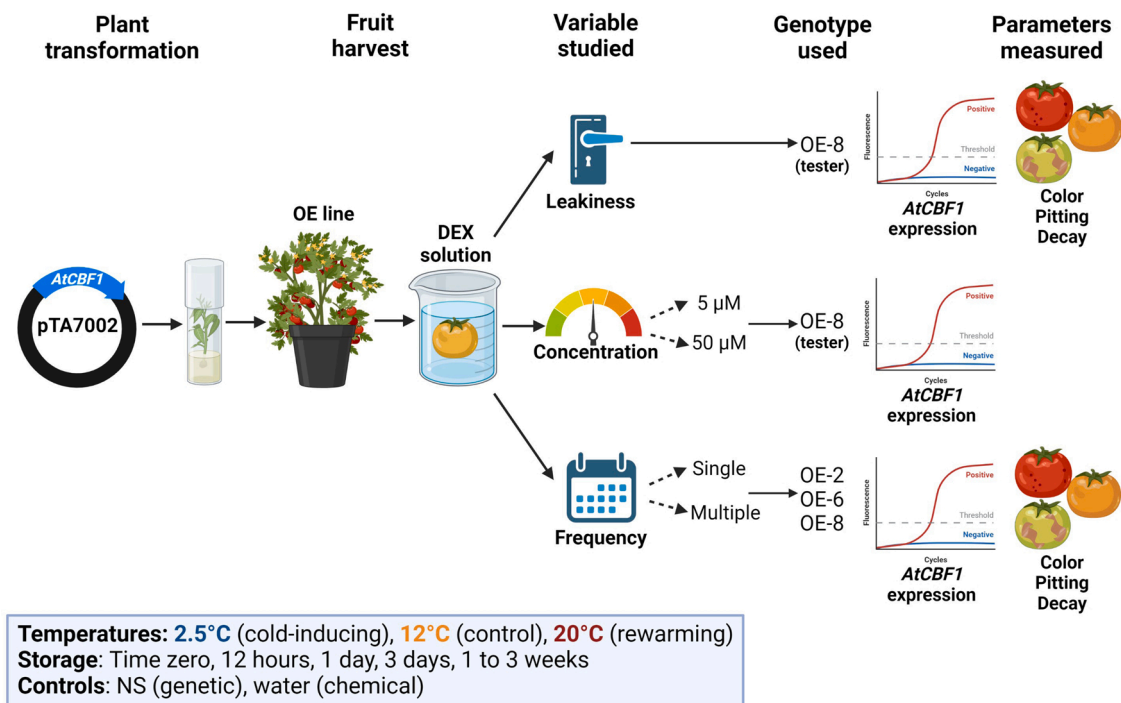 Plant
transformation
Fruit
harvest
Variable
studied
Genotype
used
Parameters
measured
AtCBF1
pTA7002
OE line
DEX
solution
Leakiness
OE-8
(tester)
Fluorescence
Positive
Threshold
Negative
Cycles
AtCBF1
expression
Color
Pitting
Decay
Concentration
5 µM
50 µM
OE-8
(tester)
Fluorescence
Positive
Threshold
Negative
Cycles
AtCBF1
expression
Frequency
Single
Multiple
OE-2
OE-6
OE-8
Fluorescence
Positive
Threshold
Negative
Cycles
AtCBF1
expression
Color
Pitting
Decay
Temperatures: 2.5°C (cold-inducing), 12°C (control), 20°C (rewarming)
Storage: Time zero, 12 hours, 1 day, 3 days, 1 to 3 weeks
Controls: NS (genetic), water (chemical)